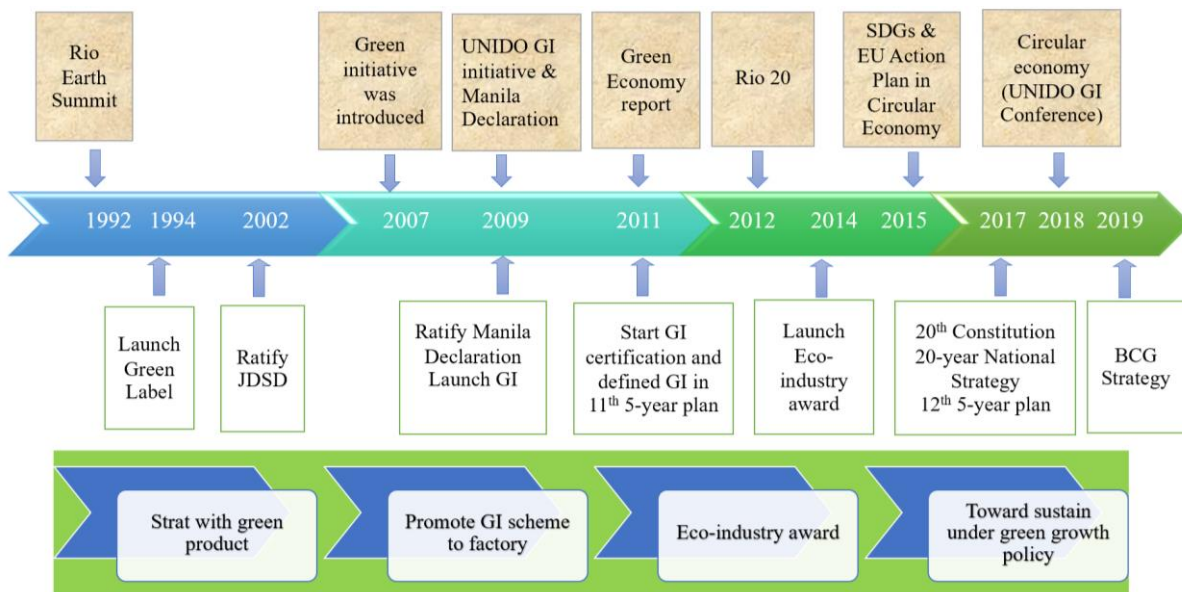 Rio
Earth
Summit
Green
initiative
was
introduced
UNIDO GI
initiative &
Manila
Declaration
Green
Economy
report
Rio 20
SDGs &
EU Action
Plan in
Circular
Economy
Circular
economy
(UNIDO GI
Conference)
1992 1994 2002 2007 2009 2011 2012 2014 2015 2017 2018 2019
Launch
Green
Label
Ratify
JDSD
Ratify Manila
Declaration
Launch GI
Start GI
certification and
defined GI in
11th 5-year plan
Launch
Eco-
industry
award
20th Constitution
20-year National
Strategy
12th 5-year plan
BCG
Strategy
Strat with green
product
Promote GI scheme
to factory
Eco-industry award
Toward sustain
under green growth
policy